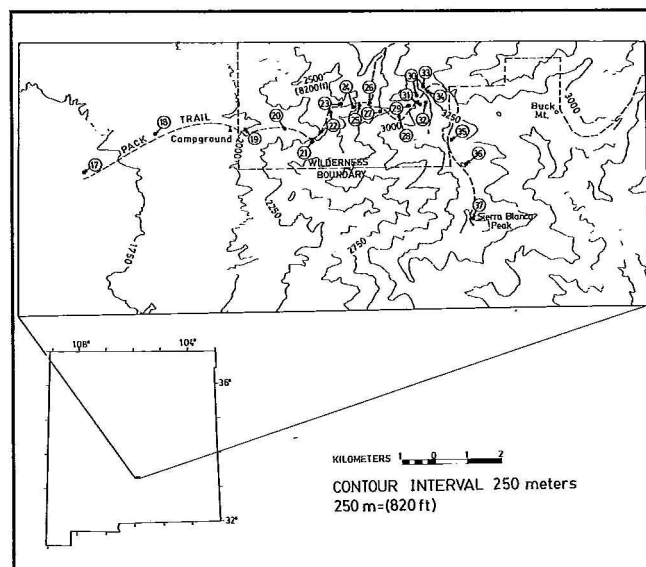 30
33
2500
(8200ft)
24
26
31
34
3250
3000
Buck
Mt.
20
23
29
18
PACK TRAIL
2000
25
27
22
3000
28
32
35
Campground
19
21
17
WILDERNESS
BOUNDARY
36
2250
37
Sierra Blanca
Peak
1750
2750
108°
104°
36°
32°
KILOMETERS 1 0 1 2
CONTOUR INTERVAL 250 meters
250 m=(820 ft)